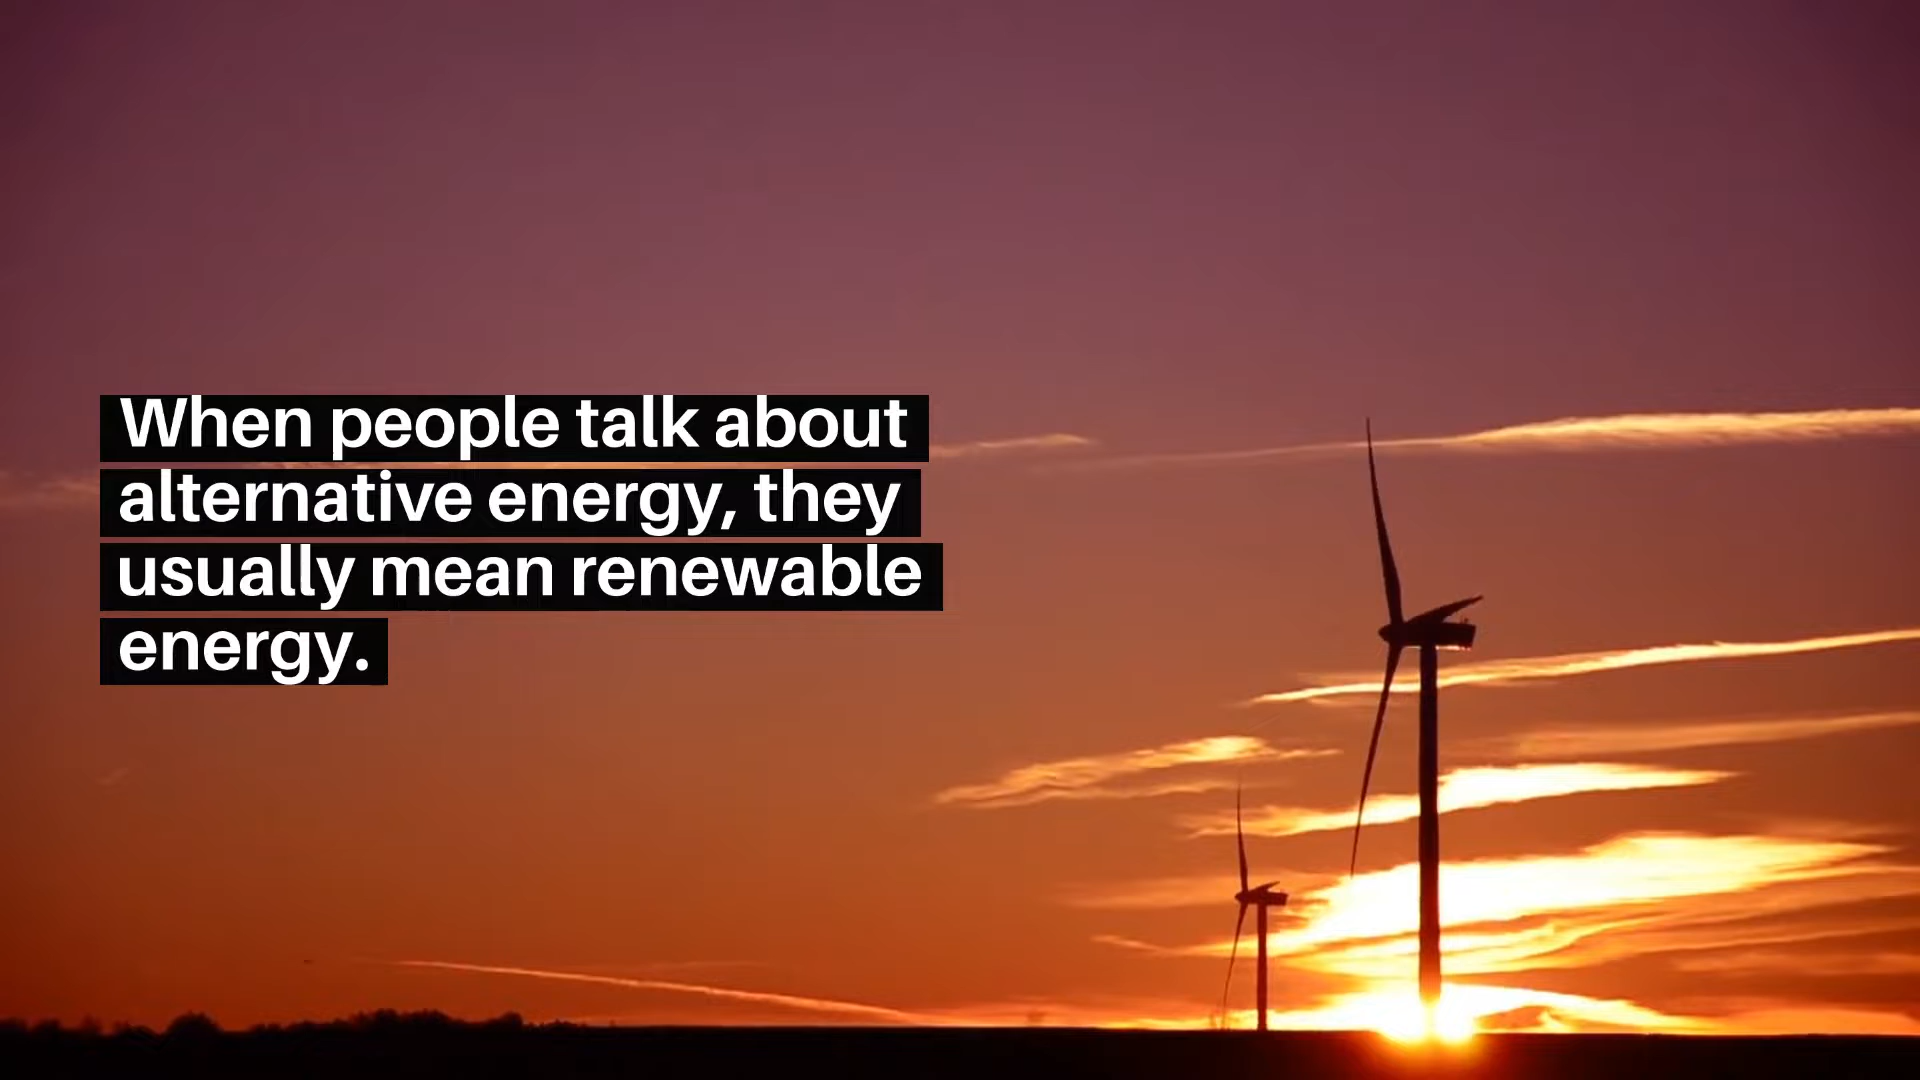 When people talk about
alternative energy, they
usually mean renewable
energy.